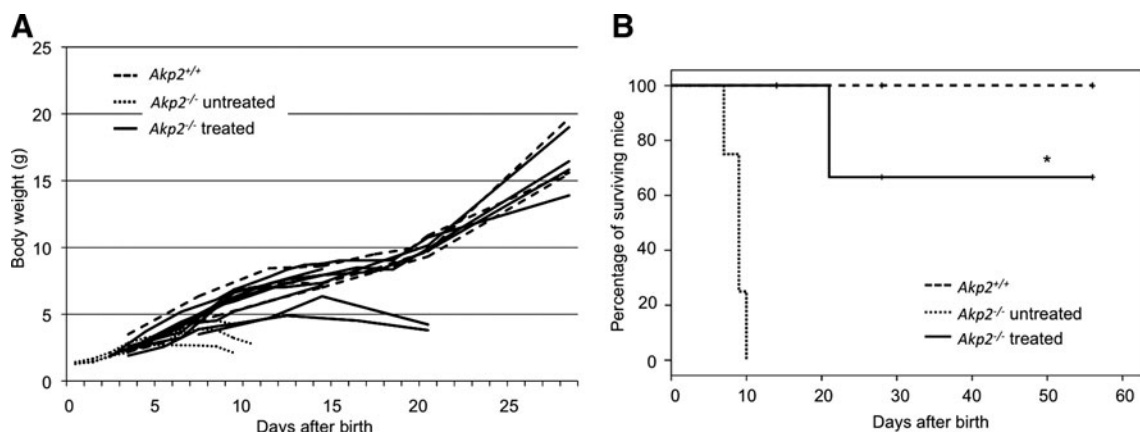 A
Body weight (g)
25
20
15
10
5
0
Akp2+/+
Akp2-/- untreated
Akp2-/- treated
0 5 10 15 20 25
Days after birth
B
Percentage of surviving mice
100
80
60
40
20
0
*
Akp2+/+
Akp2-/- untreated
Akp2-/- treated
0 10 20 30 40 50 60
Days after birth